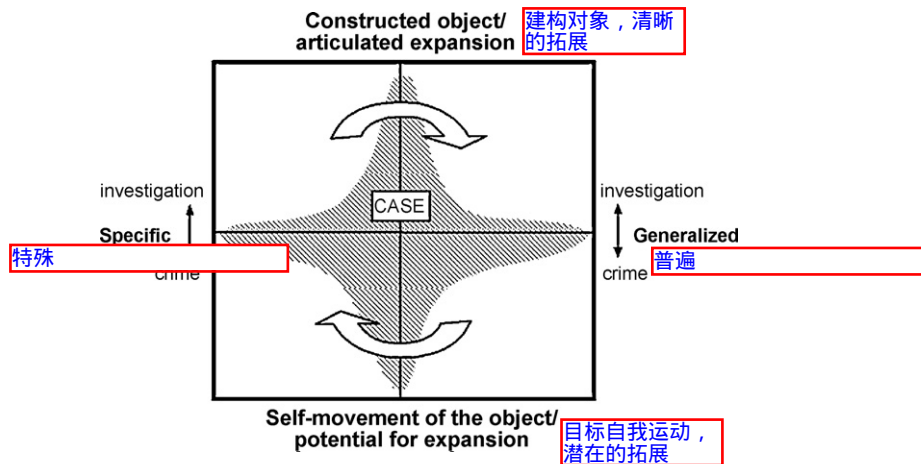 Constructed object/
articulated expansion
建构对象，清晰
的拓展
investigation
investigation
CASE
Specific
Generalized
特殊
普遍
crime
crime
Self-movement of the object/
potential for expansion
目标自我运动，
潜在的拓展